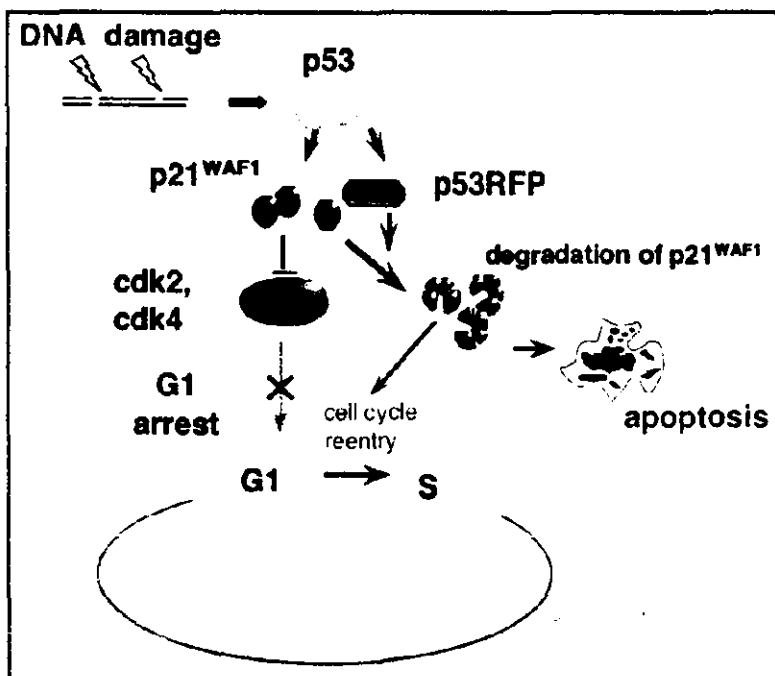 DNA damage
p53
p21WAF1
p53RFP
degradation of p21WAF1
cdk2,
cdk4
G1
arrest
cell cycle
reentry
apoptosis
G1
S